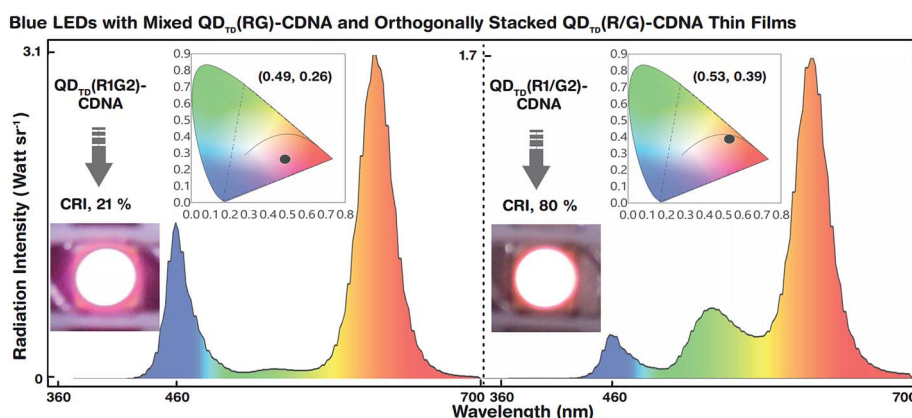 Blue LEDs with Mixed QD_TD(RG)-CDNA and Orthogonally Stacked QD_TD(R/G)-CDNA Thin Films
Radiation Intensity (Watt sr⁻¹)
3.1
0
QD_TD(R1G2)-
CDNA
CRI, 21 %
0.9
0.8
0.7
0.6
0.5
0.4
0.3
0.2
0.1
0.0
(0.49, 0.26)
0.0 0.1 0.2 0.3 0.4 0.5 0.6 0.7 0.8
1.7
QD_TD(R1/G2)-
CDNA
CRI, 80 %
0.9
0.8
0.7
0.6
0.5
0.4
0.3
0.2
0.1
0.0
(0.53, 0.39)
0.0 0.1 0.2 0.3 0.4 0.5 0.6 0.7 0.8
360 460 700 360 460 700
Wavelength (nm)